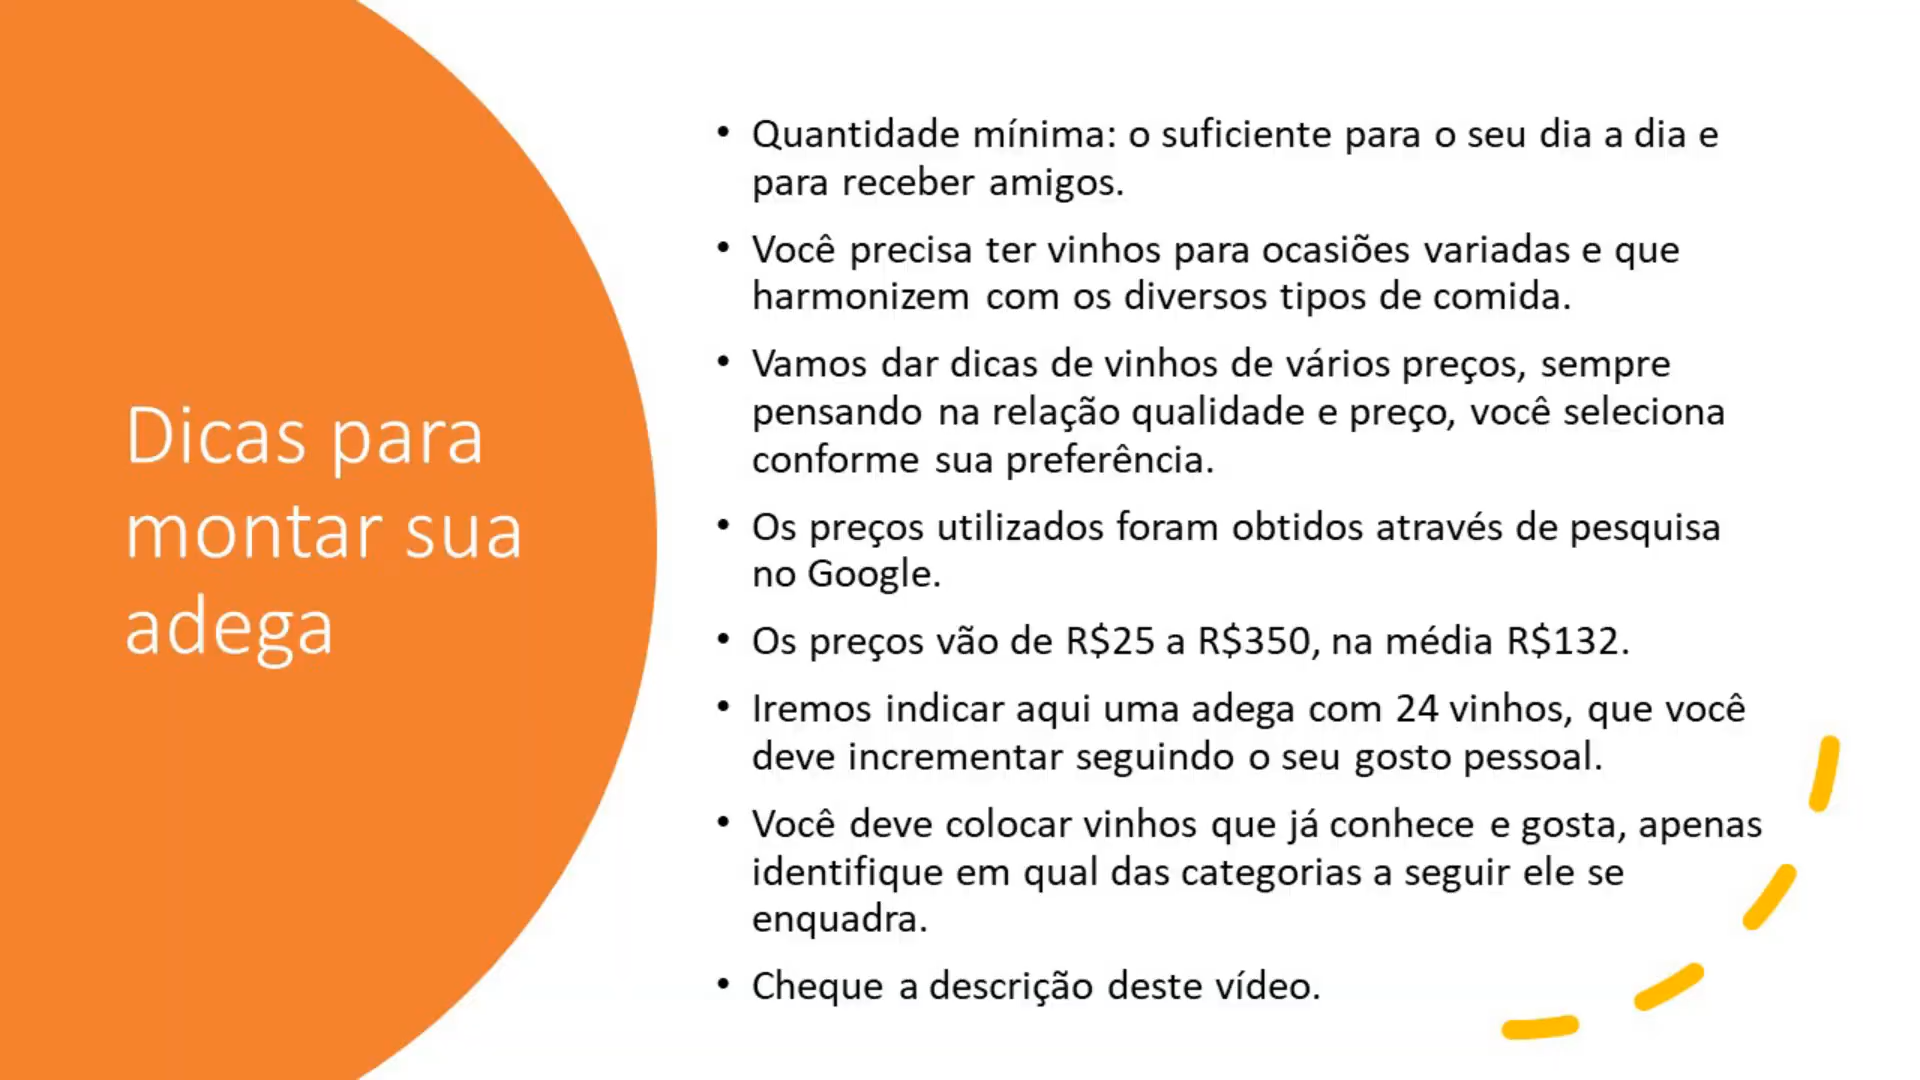 Dicas para
montar sua
adega
• Quantidade mínima: o suficiente para o seu dia a dia e
para receber amigos.
• Você precisa ter vinhos para ocasiões variadas e que
harmonizem com os diversos tipos de comida.
• Vamos dar dicas de vinhos de vários preços, sempre
pensando na relação qualidade e preço, você seleciona
conforme sua preferência.
• Os preços utilizados foram obtidos através de pesquisa
no Google.
• Os preços vão de R$25 a R$350, na média R$132.
• Iremos indicar aqui uma adega com 24 vinhos, que você
deve incrementar seguindo o seu gosto pessoal.
• Você deve colocar vinhos que já conhece e gosta, apenas
identifique em qual das categorias a seguir ele se
enquadra.
• Cheque a descrição deste vídeo.